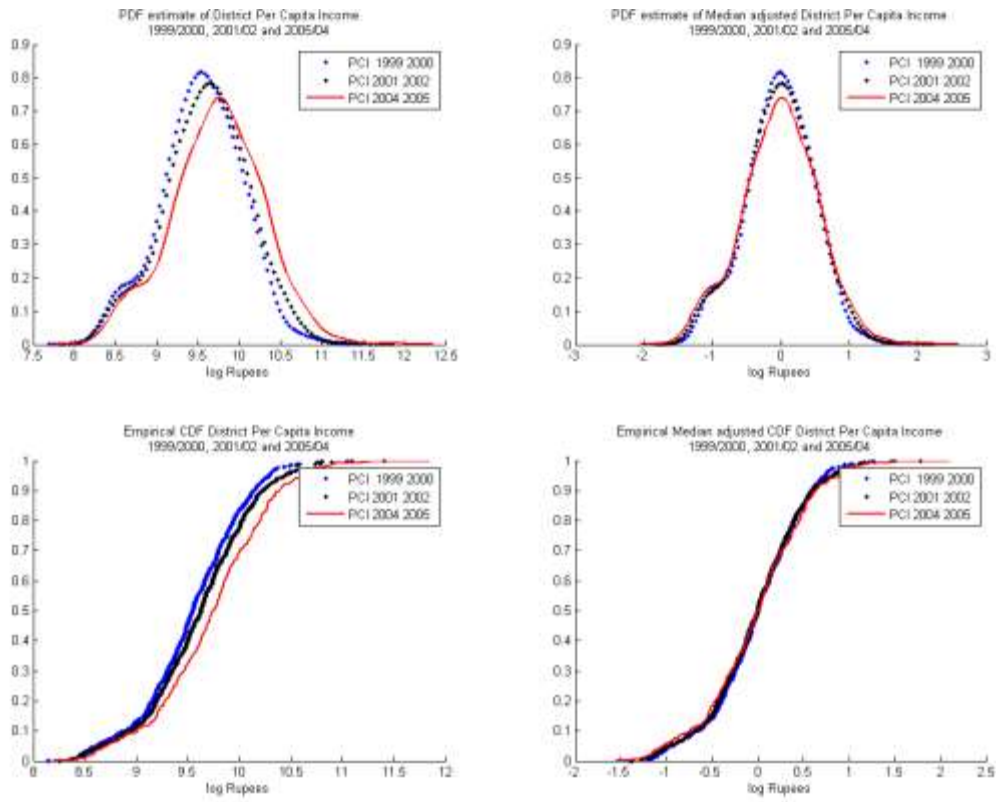 PDF estimate of District Per Capita Income
1999/2000, 2001/02 and 2005/04
0.9
0.8
0.7
0.6
0.5
0.4
0.3
0.2
0.1
0
7.5 8 8.5 9 9.5 10 10.5 11 11.5 12 12.5
log Rupees
PCI 1999 2000
PCI 2001 2002
PCI 2004 2005
PDF estimate of Median adjusted District Per Capita Income
1999/2000, 2001/02 and 2005/04
0.9
0.8
0.7
0.6
0.5
0.4
0.3
0.2
0.1
0
-3 -2 -1 0 1 2 3
log Rupees
PCI 1999 2000
PCI 2001 2002
PCI 2004 2005
Empirical CDF District Per Capita Income
1999/2000, 2001/02 and 2005/04
1
0.9
0.8
0.7
0.6
0.5
0.4
0.3
0.2
0.1
0
8 8.5 9 9.5 10 10.5 11 11.5 12
log Rupees
PCI 1999 2000
PCI 2001 2002
PCI 2004 2005
Empirical Median adjusted CDF District Per Capita Income
1999/2000, 2001/02 and 2005/04
1
0.9
0.8
0.7
0.6
0.5
0.4
0.3
0.2
0.1
0
-2 -1.5 -1 -0.5 0 0.5 1 1.5 2 2.5
log Rupees
PCI 1999 2000
PCI 2001 2002
PCI 2004 2005